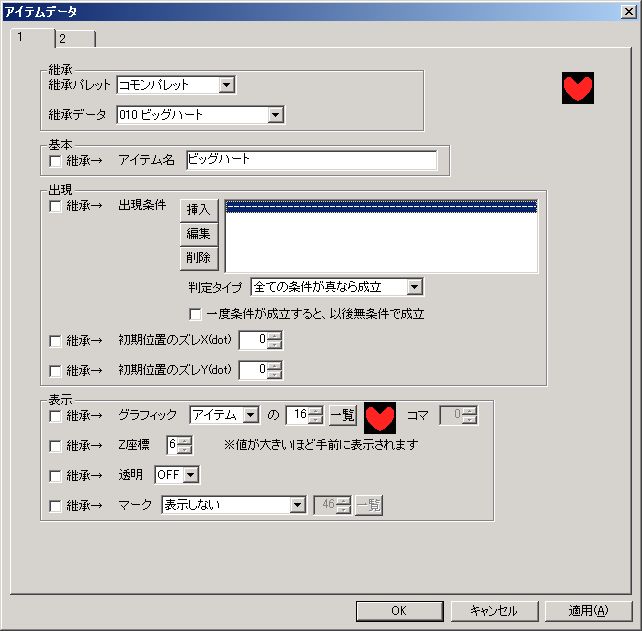 アイテムデータ
1 2
継承
継承パレット コモンパレット
継承データ 010 ビッグハート
基本
継承→ アイテム名 ビッグハート
出現
継承→ 出現条件 挿入
編集
削除
判定タイプ 全ての条件が真なら成立
一度条件が成立すると、以後無条件で成立
継承→ 初期位置のズレX(dot) 0
継承→ 初期位置のズレY(dot) 0
表示
継承→ グラフィック アイテム の 16 一覧 コマ 0
継承→ Z座標 6 ※値が大きいほど手前に表示されます
継承→ 透明 OFF
継承→ マーク 表示しない 46 一覧
OK キャンセル 適用(A)